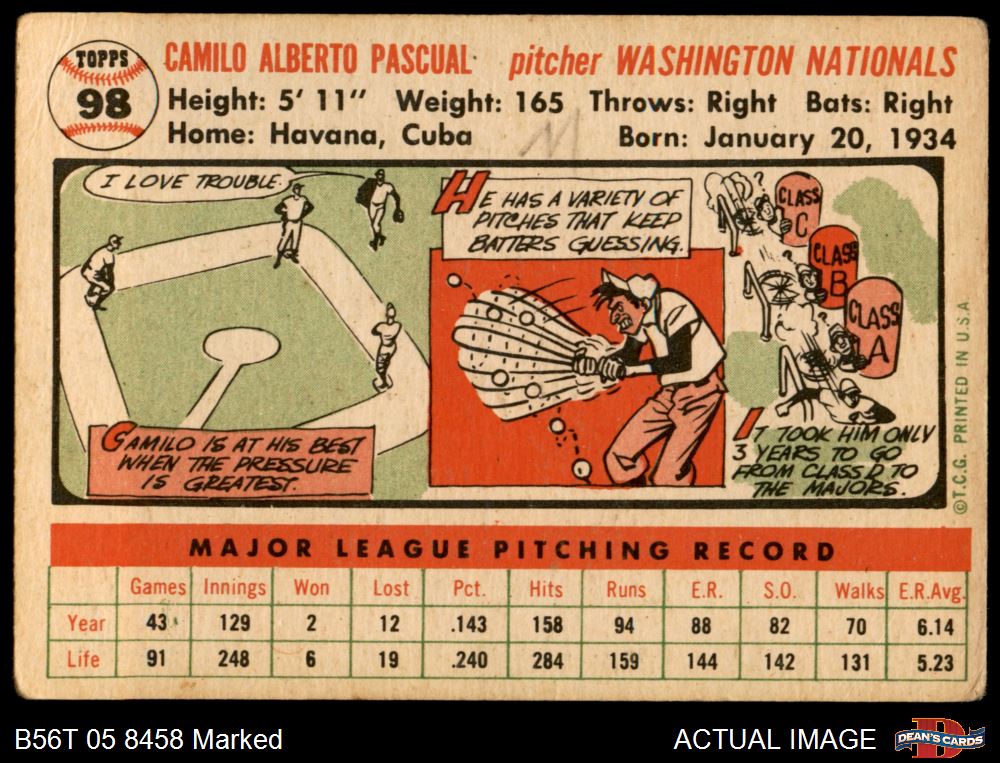 TOPPS
98
CAMILO ALBERTO PASCUAL pitcher WASHINGTON NATIONALS
Height: 5' 11" Weight: 165 Throws: Right Bats: Right
Home: Havana, Cuba Born: January 20, 1934
M
I LOVE TROUBLE.
CAMILO IS AT HIS BEST
WHEN THE PRESSURE
IS GREATEST.
HE HAS A VARIETY OF
PITCHES THAT KEEP
BATTERS GUESSING.
?
CLASS
C
CLASS
B
CLASS
A
IT TOOK HIM ONLY
3 YEARS TO GO
FROM CLASS D TO
THE MAJORS.
©T.C.G. PRINTED IN U.S.A.
MAJOR LEAGUE PITCHING RECORD
Games Innings Won Lost Pct. Hits Runs E.R. S.O. Walks E.R.Avg.
Year 43 129 2 12 .143 158 94 88 82 70 6.14
Life 91 248 6 19 .240 284 159 144 142 131 5.23
B56T 05 8458 Marked
ACTUAL IMAGE
D
DEAN'S CARDS